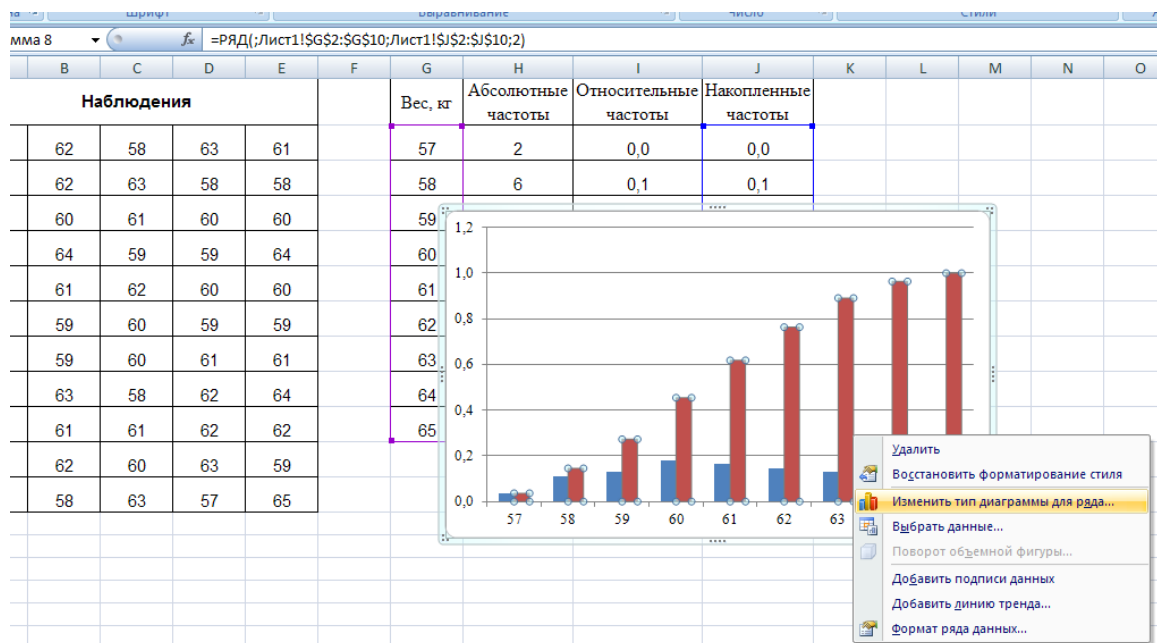 Шрифт Выравнивание Число Стили
мма 8 fx =РЯД(;Лист1!$G$2:$G$10;Лист1!$J$2:$J$10;2)
B C D E F G H I J K L M N O
Наблюдения Вес, кг Абсолютные частоты Относительные частоты Накопленные частоты
62 58 63 61 57 2 0,0 0,0
62 63 58 58 58 6 0,1 0,1
60 61 60 60 59
64 59 59 64 60
61 62 60 60 61
59 60 59 59 62
59 60 61 61 63
63 58 62 64 64
61 61 62 62 65
62 60 63 59
58 63 57 65
1,2
1,0
0,8
0,6
0,4
0,2
0,0
57 58 59 60 61 62 63
Удалить
Восстановить форматирование стиля
Изменить тип диаграммы для ряда...
Выбрать данные...
Поворот объемной фигуры...
Добавить подписи данных
Добавить линию тренда...
Формат ряда данных...